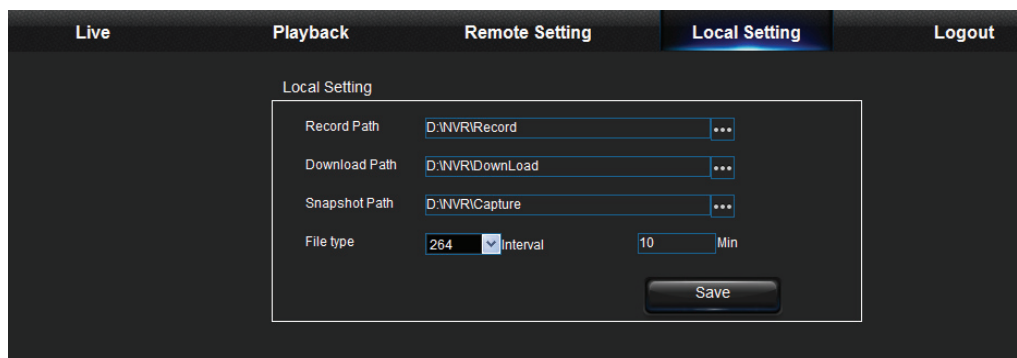 Live Playback Remote Setting Local Setting Logout
Local Setting
Record Path D:\NVR\Record
Download Path D:\NVR\DownLoad
Snapshot Path D:\NVR\Capture
File type 264 Interval 10 Min
Save